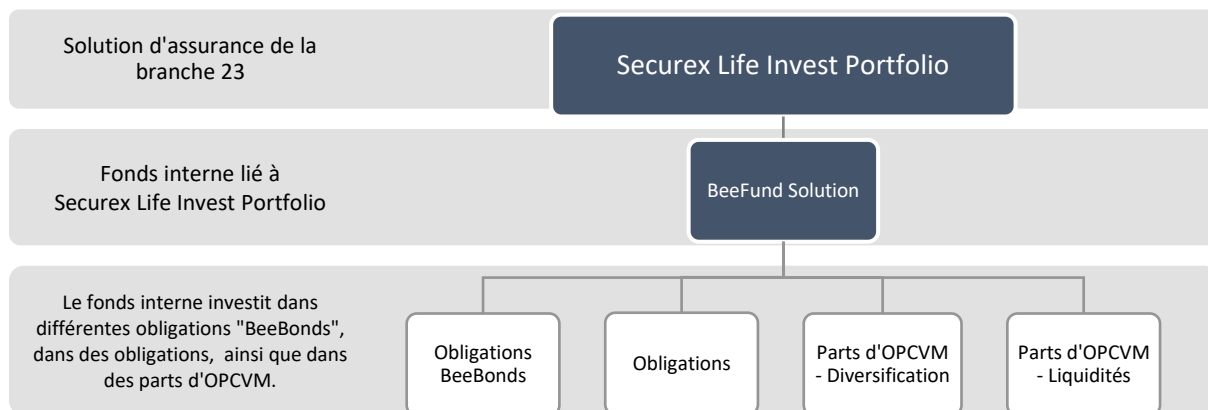 Solution d'assurance de la
branche 23
Securex Life Invest Portfolio
Fonds interne lié à
Securex Life Invest Portfolio
BeeFund Solution
Le fonds interne investit dans
différentes obligations "BeeBonds",
dans des obligations, ainsi que dans
des parts d'OPCVM.
Obligations
BeeBonds
Obligations
Parts d'OPCVM
- Diversification
Parts d'OPCVM
- Liquidités